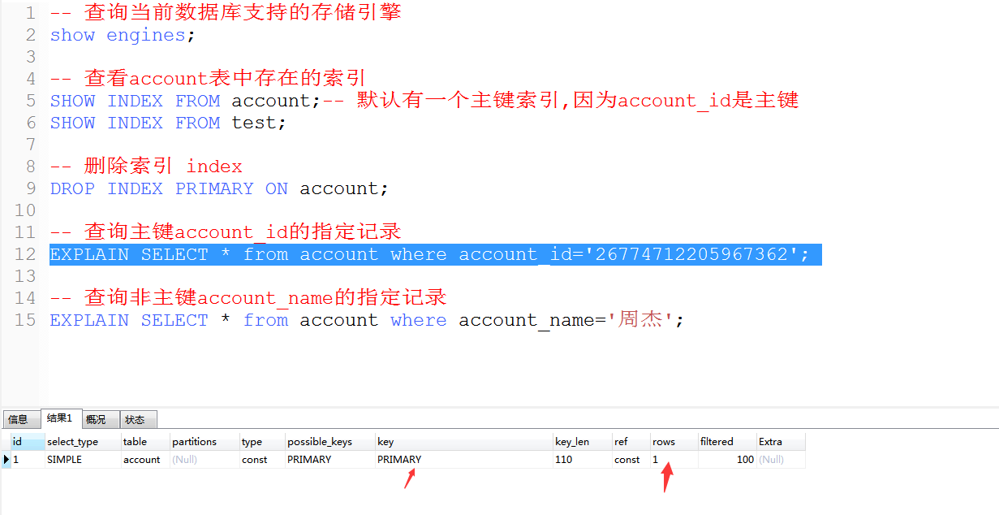 1 -- 查询当前数据库支持的存储引擎
2 show engines;
3
4 -- 查看account表中存在的索引
5 SHOW INDEX FROM account;-- 默认有一个主键索引,因为account_id是主键
6 SHOW INDEX FROM test;
7
8 -- 删除索引 index
9 DROP INDEX PRIMARY ON account;
10
11 -- 查询主键account_id的指定记录
12 EXPLAIN SELECT * from account where account_id='26774712205967362';
13
14 -- 查询非主键account_name的指定记录
15 EXPLAIN SELECT * from account where account_name='周杰';
信息 结果1 概况 状态
id select_type table partitions type possible_keys key key_len ref rows filtered Extra
1 SIMPLE account (Null) const PRIMARY PRIMARY 110 const 1 100 (Null)